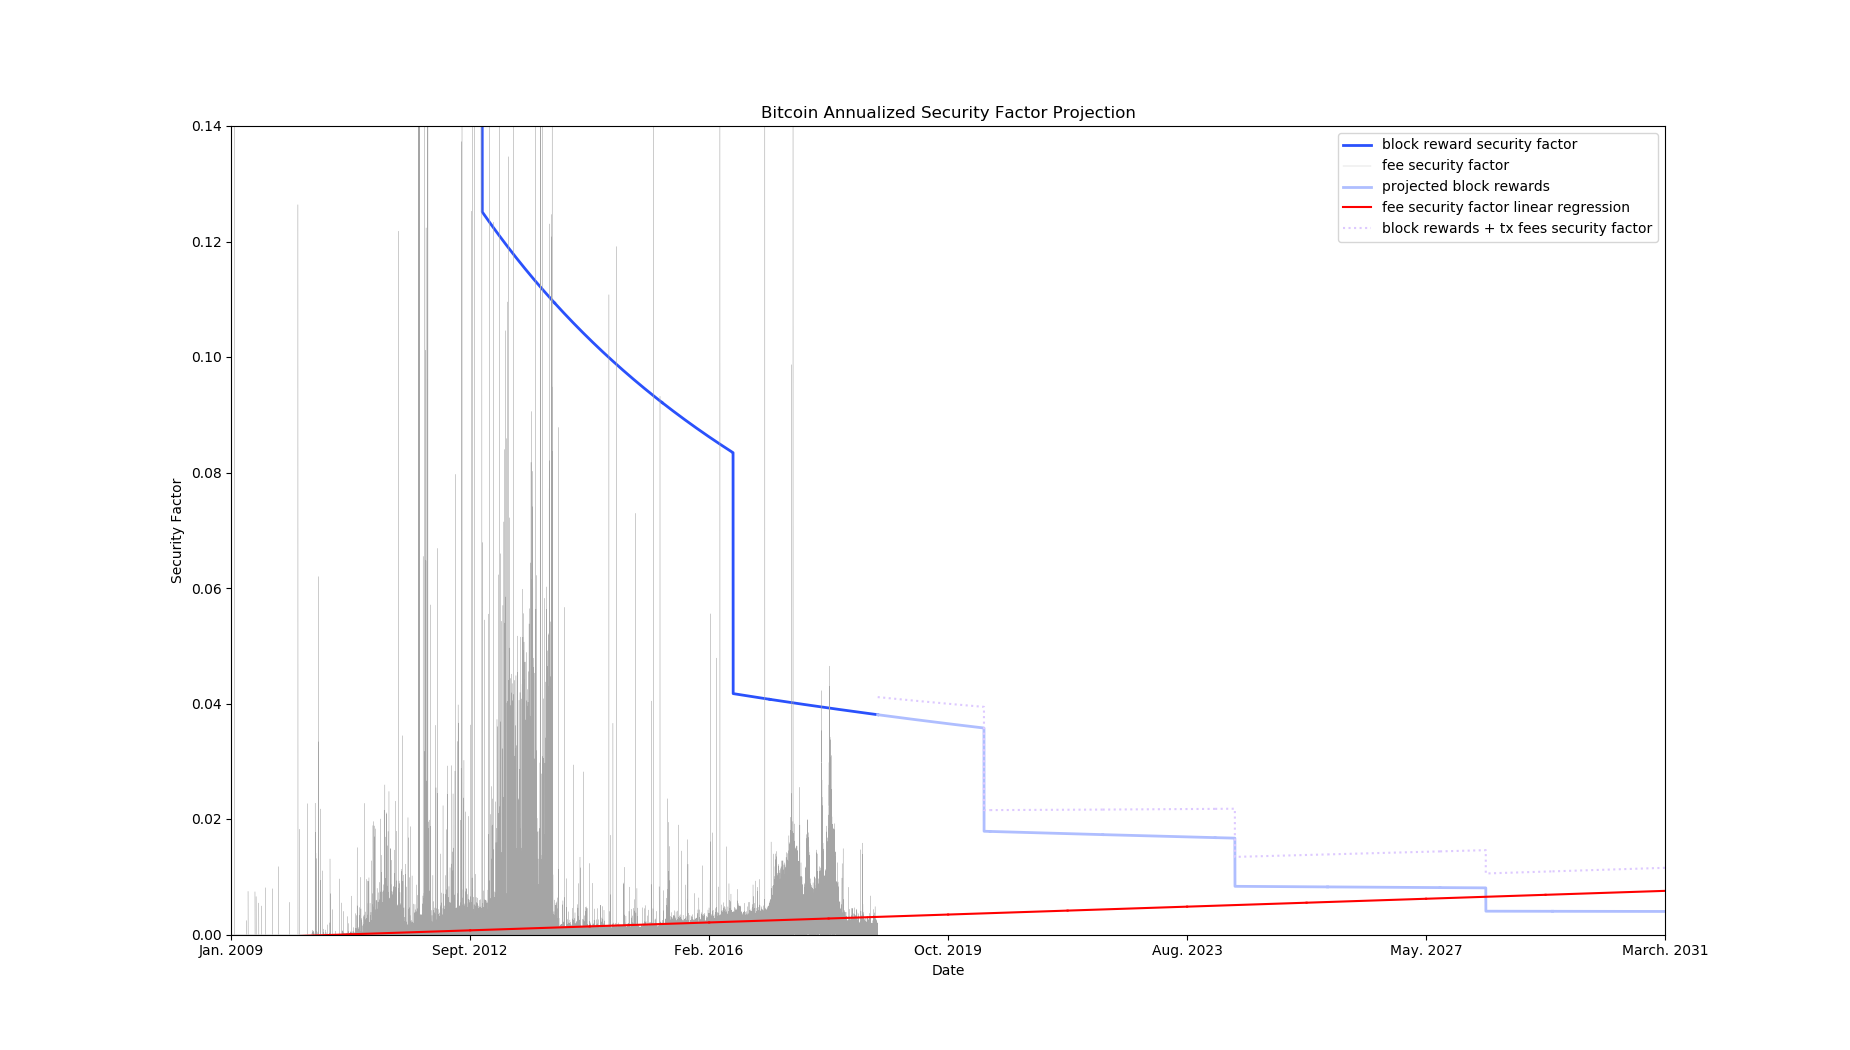 Bitcoin Annualized Security Factor Projection
0.14
0.12
0.10
0.08
0.06
0.04
0.02
0.00
Security Factor
block reward security factor
fee security factor
projected block rewards
fee security factor linear regression
block rewards + tx fees security factor
Jan. 2009 Sept. 2012 Feb. 2016 Oct. 2019 Aug. 2023 May. 2027 March. 2031
Date